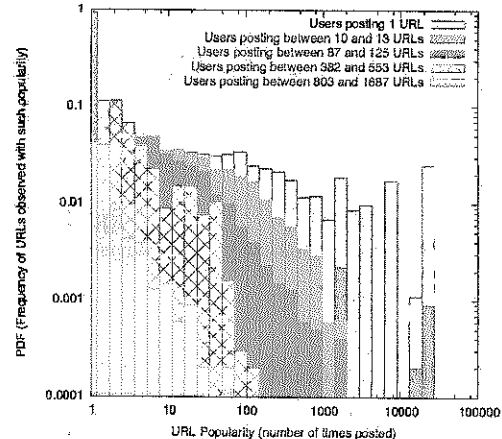 Users posting 1 URL
Users posting between 10 and 13 URLs
Users posting between 87 and 125 URLs
Users posting between 382 and 553 URLs
Users posting between 803 and 1687 URLs
PDF (Frequency of URLs observed with such popularity)
1
0.1
0.01
0.001
0.0001
1 10 100 1000 10000 100000
URL Popularity (number of times posted)